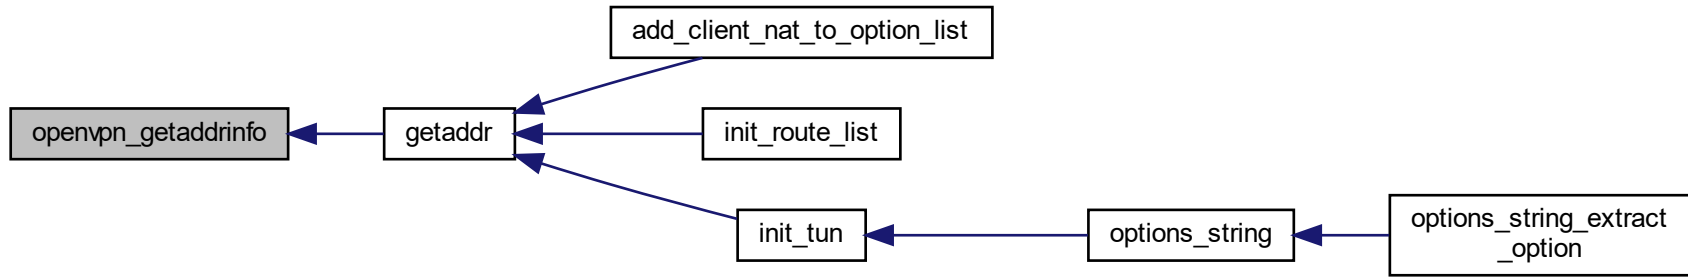 add_client_nat_to_option_list
openvpn_getaddrinfo
getaddr
init_route_list
init_tun
options_string
options_string_extract
_option